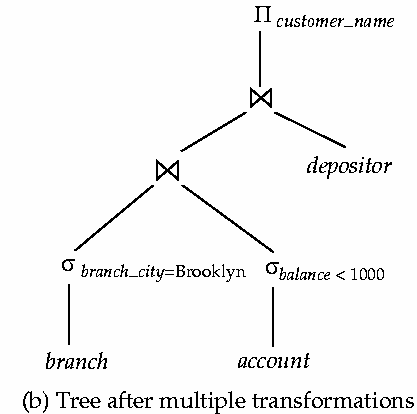 Π customer_name
⋈
⋈
depositor
σ branch_city=Brooklyn
σ balance < 1000
branch
account
(b) Tree after multiple transformations